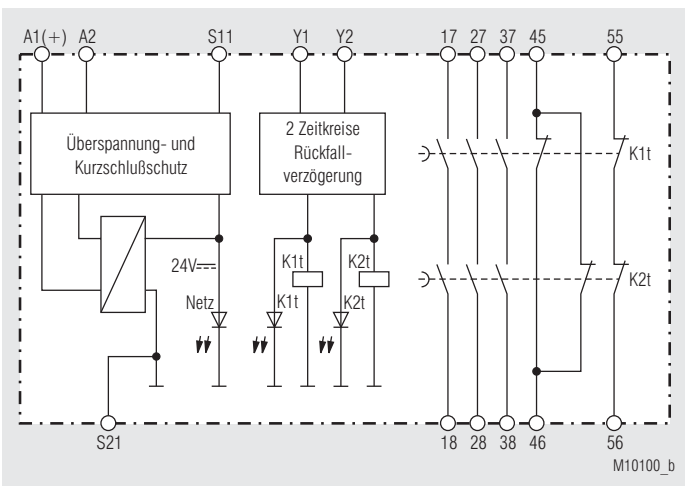 A1(+) A2 S11 Y1 Y2 17 27 37 45 55
Überspannung- und
Kurzschlußschutz
2 Zeitkreise
Rückfall-
verzögerung
K1t
24V
K1t K2t K2t
Netz K1t K2t
S21 18 28 38 46 56
M10100_b